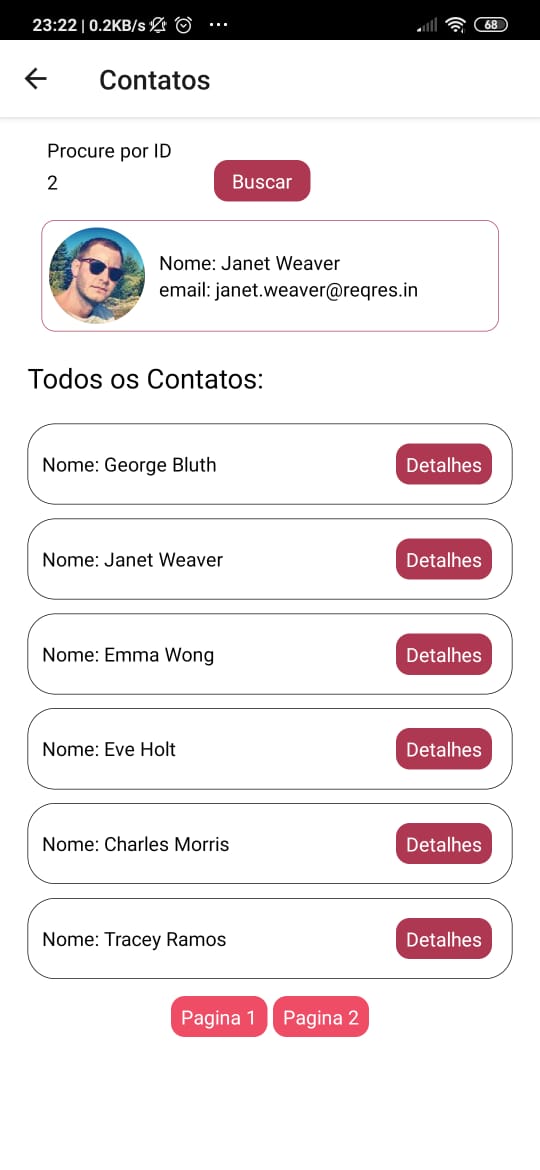 23:22 | 0.2KB/s ... 68
Contatos
Procure por ID
2 Buscar
Nome: Janet Weaver
email: janet.weaver@reqres.in
Todos os Contatos:
Nome: George Bluth Detalhes
Nome: Janet Weaver Detalhes
Nome: Emma Wong Detalhes
Nome: Eve Holt Detalhes
Nome: Charles Morris Detalhes
Nome: Tracey Ramos Detalhes
Pagina 1 Pagina 2